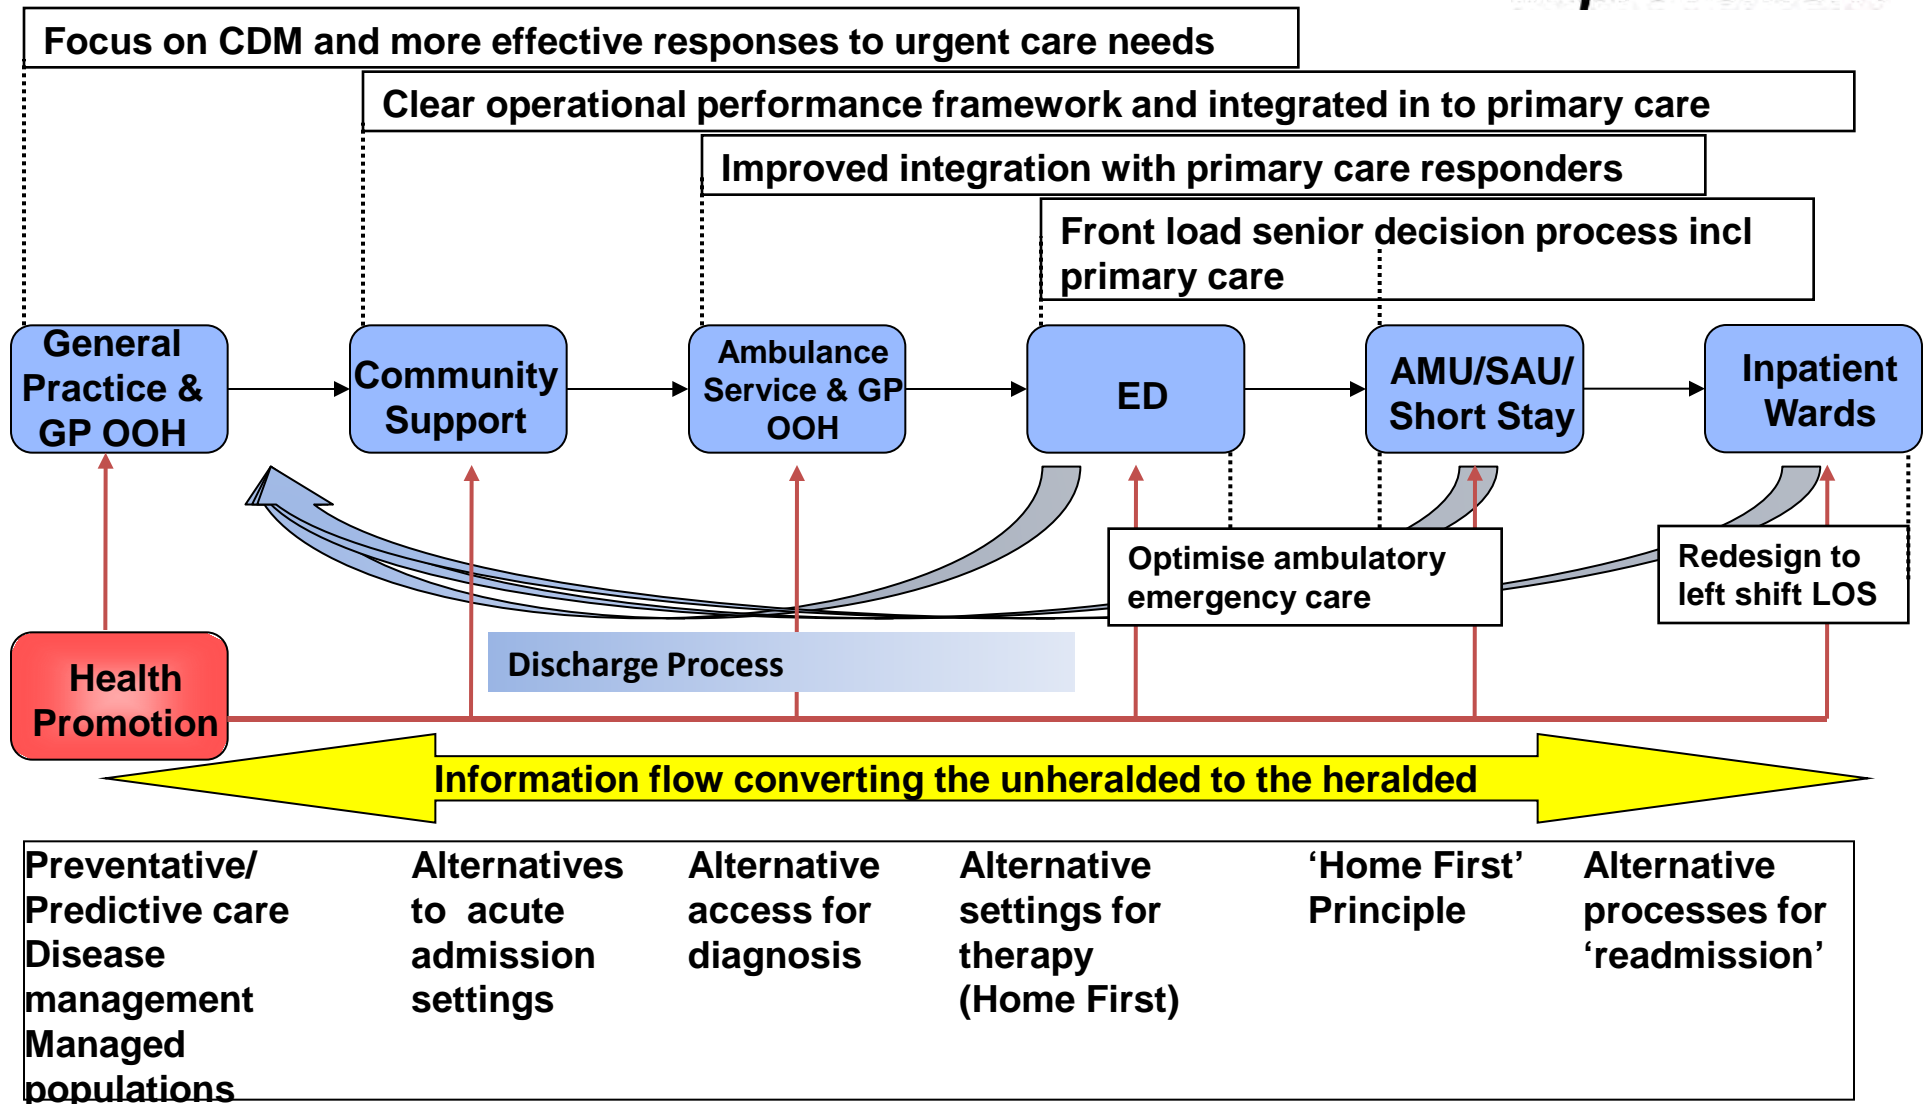 Focus on CDM and more effective responses to urgent care needs
Clear operational performance framework and integrated in to primary care
Improved integration with primary care responders
Front load senior decision process incl
primary care
General
Practice &
GP OOH
Community
Support
Ambulance
Service & GP
OOH
ED
AMU/SAU/
Short Stay
Inpatient
Wards
Optimise ambulatory
emergency care
Redesign to
left shift LOS
Discharge Process
Health
Promotion
Information flow converting the unheralded to the heralded
Preventative/
Predictive care
Disease
management
Managed
populations
Alternatives
to acute
admission
settings
Alternative
access for
diagnosis
Alternative
settings for
therapy
(Home First)
‘Home First’
Principle
Alternative
processes for
‘readmission’